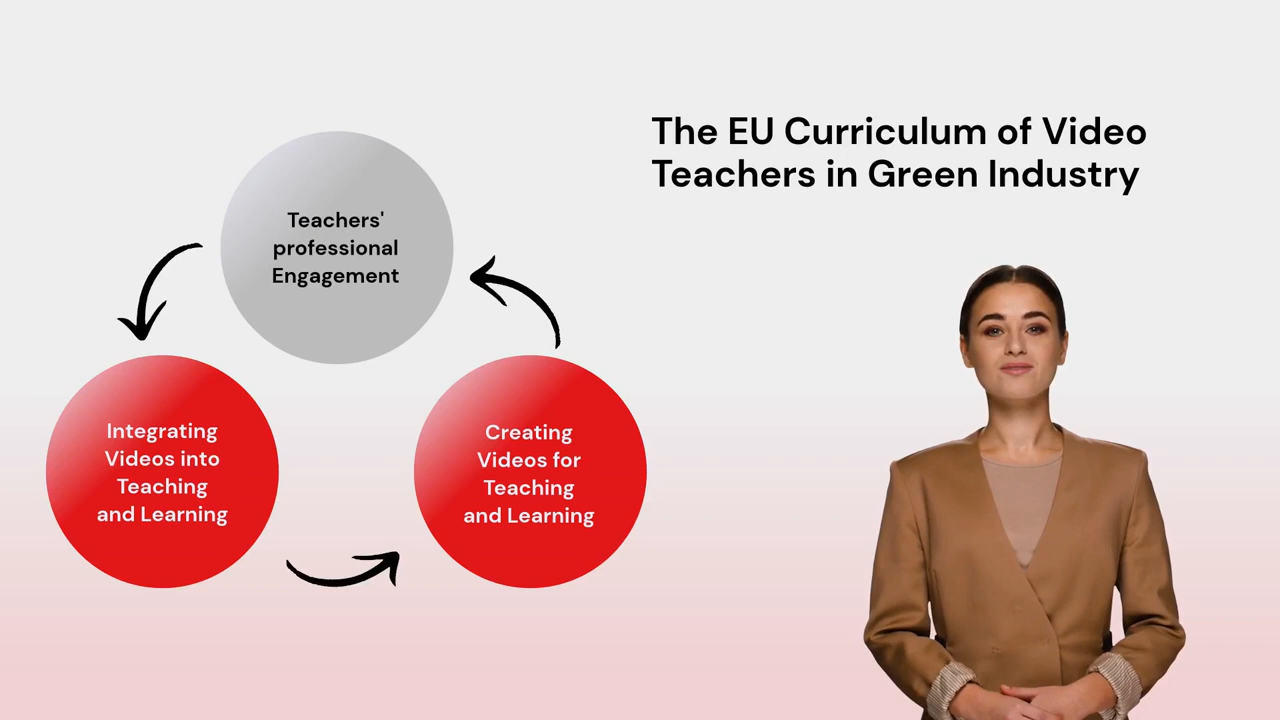 The EU Curriculum of Video
Teachers in Green Industry
Teachers'
professional
Engagement
Integrating
Videos into
Teaching
and Learning
Creating
Videos for
Teaching
and Learning